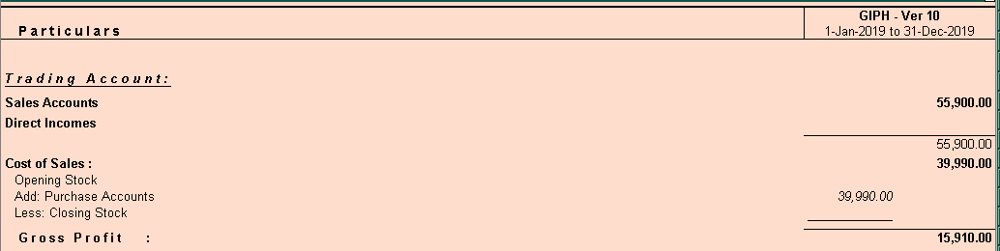 GIPH - Ver 10
Particulars 1-Jan-2019 to 31-Dec-2019
Trading Account:
Sales Accounts 55,900.00
Direct Incomes
55,900.00
Cost of Sales : 39,990.00
Opening Stock
Add: Purchase Accounts 39,990.00
Less: Closing Stock
Gross Profit : 15,910.00